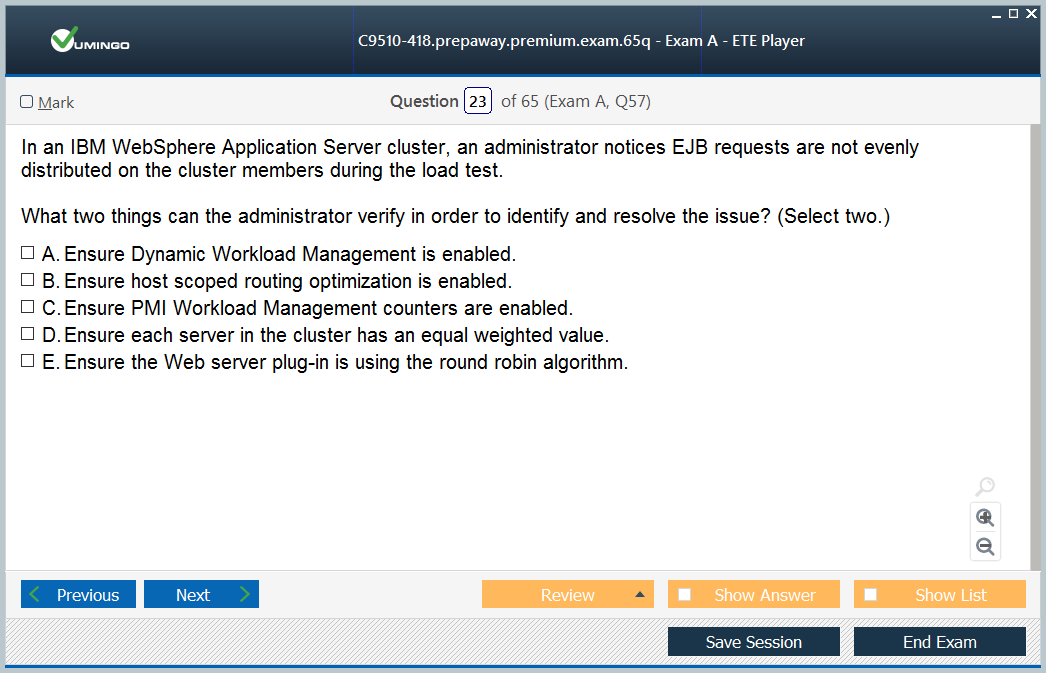 VUMINGO
C9510-418.prepaway.premium.exam.65q - Exam A - ETE Player
Mark
Question 23 of 65 (Exam A, Q57)
In an IBM WebSphere Application Server cluster, an administrator notices EJB requests are not evenly
distributed on the cluster members during the load test.
What two things can the administrator verify in order to identify and resolve the issue? (Select two.)
A. Ensure Dynamic Workload Management is enabled.
B. Ensure host scoped routing optimization is enabled.
C. Ensure PMI Workload Management counters are enabled.
D. Ensure each server in the cluster has an equal weighted value.
E. Ensure the Web server plug-in is using the round robin algorithm.
Previous
Next
Review
Show Answer
Show List
Save Session
End Exam